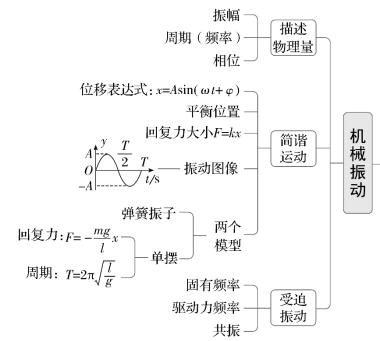 振幅
周期（频率）
相位
描述
物理量
位移表达式：x=Asin(ωt+φ)
平衡位置
回复力大小F=kx
振动图像
y
A
O
−A
T/2
T
t/s
简谐
运动
弹簧振子
回复力：F=−mg/l x
周期：T=2π√(l/g)
单摆
两个
模型
固有频率
驱动力频率
共振
受迫
振动
机械振动